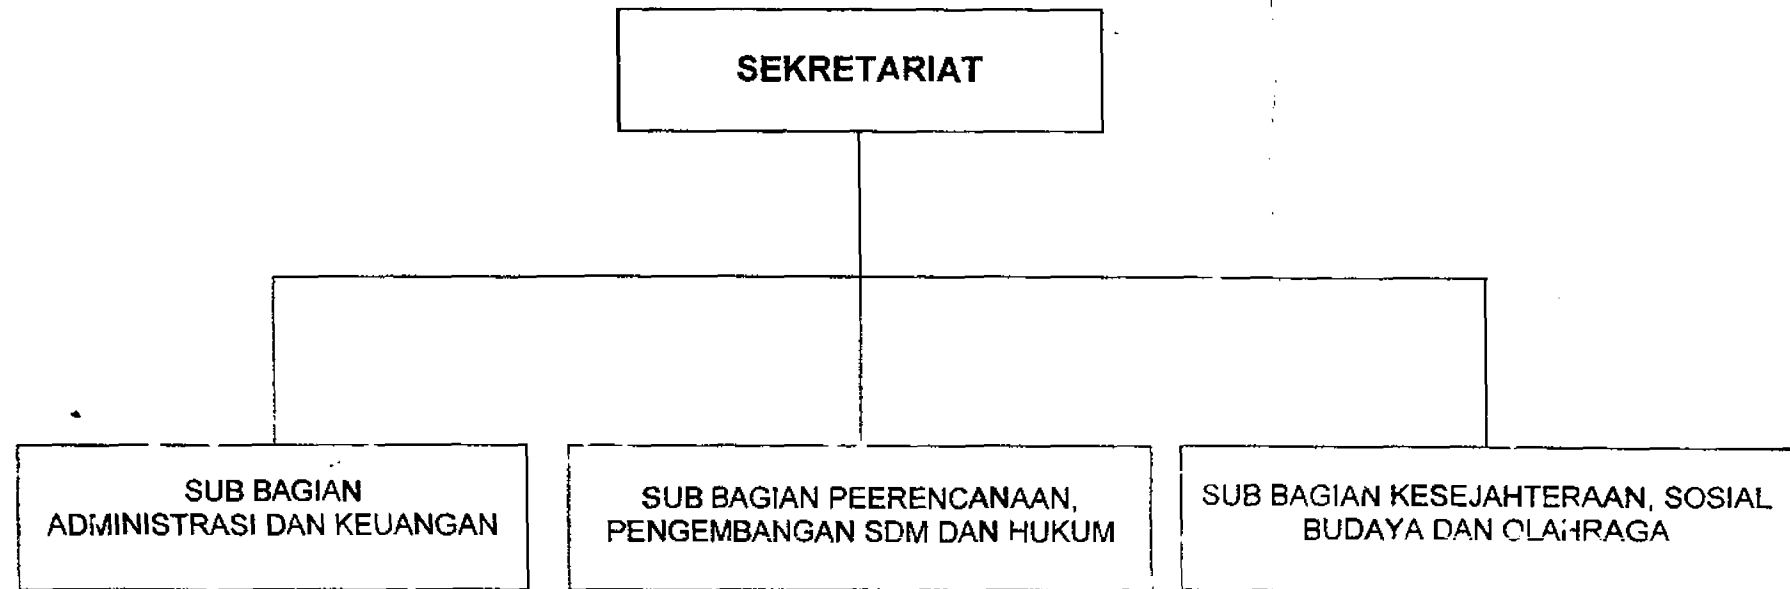 SEKRETARIAT
SUB BAGIAN
ADMINISTRASI DAN KEUANGAN
SUB BAGIAN PEERENCANAAN,
PENGEMBANGAN SDM DAN HUKUM
SUB BAGIAN KESEJAHTERAAN, SOSIAL
BUDAYA DAN OLAHRAGA